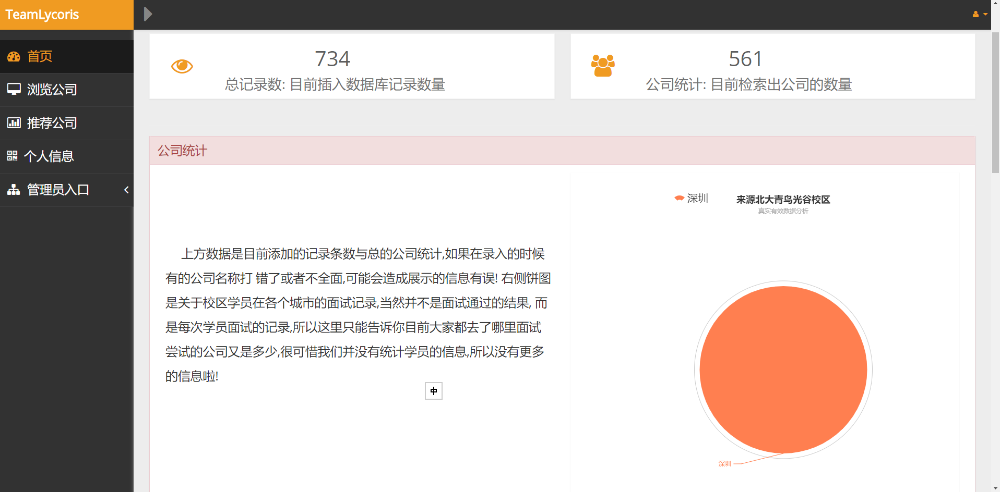 TeamLycoris
首页
浏览公司
推荐公司
个人信息
管理员入口
734
总记录数: 目前插入数据库记录数量
561
公司统计: 目前检索出公司的数量
公司统计
上方数据是目前添加的记录条数与总的公司统计,如果在录入的时候
有的公司名称打 错了或者不全面,可能会造成展示的信息有误! 右侧饼图
是关于校区学员在各个城市的面试记录,当然并不是面试通过的结果, 而
是每次学员面试的记录,所以这里只能告诉你目前大家都去了哪里面试
尝试的公司又是多少,很可惜我们并没有统计学员的信息,所以没有更多
的信息啦!
中
深圳
来源北大青鸟光谷校区
真实有效数据分析
深圳